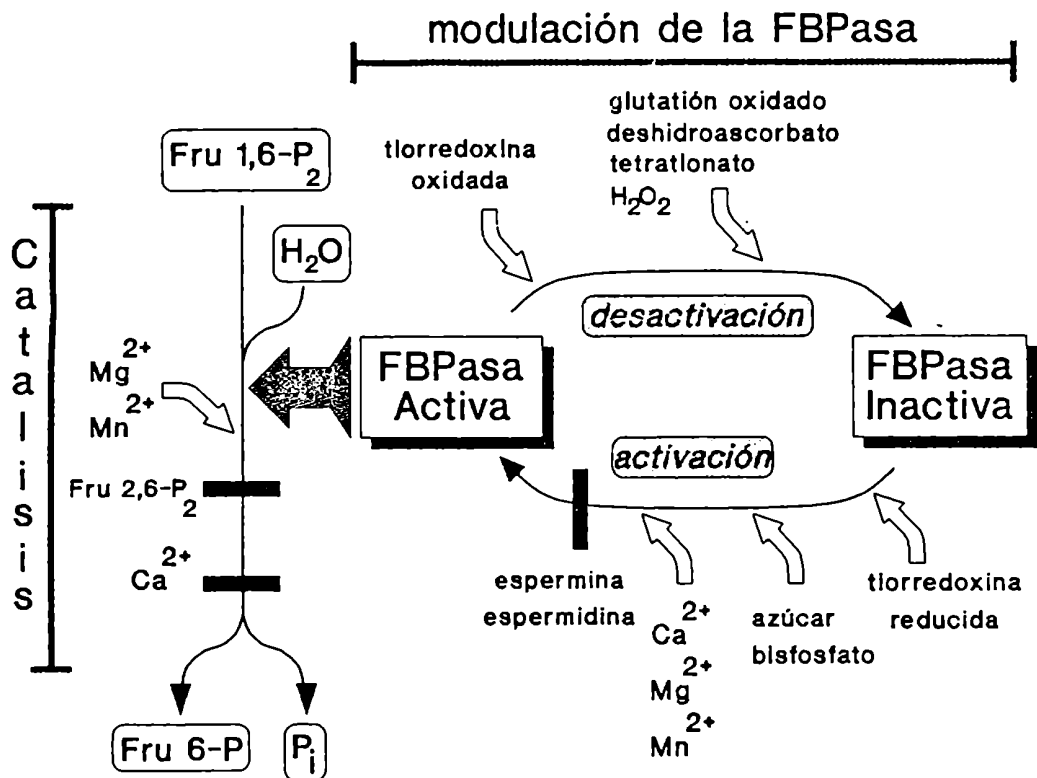 modulación de la FBPasa
glutatión oxidado
deshidroascorbato
tetrationato
H₂O₂
tiorredoxina
oxidada
Fru 1,6-P₂
H₂O
Catalisis
desactivación
FBPasa
Activa
FBPasa
Inactiva
Mg²⁺
Mn²⁺
activación
Fru 2,6-P₂
Ca²⁺
espermina
espermidina
Ca²⁺
Mg²⁺
Mn²⁺
azúcar
bisfosfato
tiorredoxina
reducida
Fru 6-P
Pᵢ